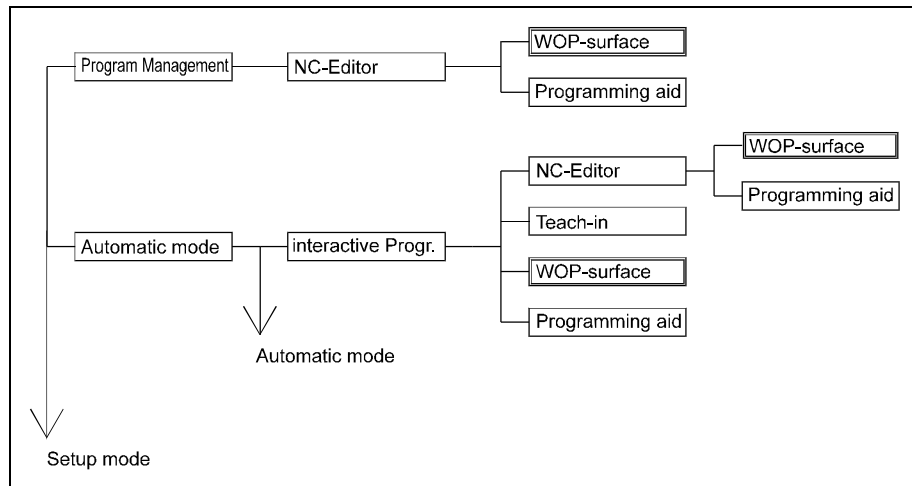 WOP-surface
Program Management
NC-Editor
Programming aid
WOP-surface
NC-Editor
Programming aid
Teach-in
Automatic mode
interactive Progr.
WOP-surface
Programming aid
Automatic mode
Setup mode